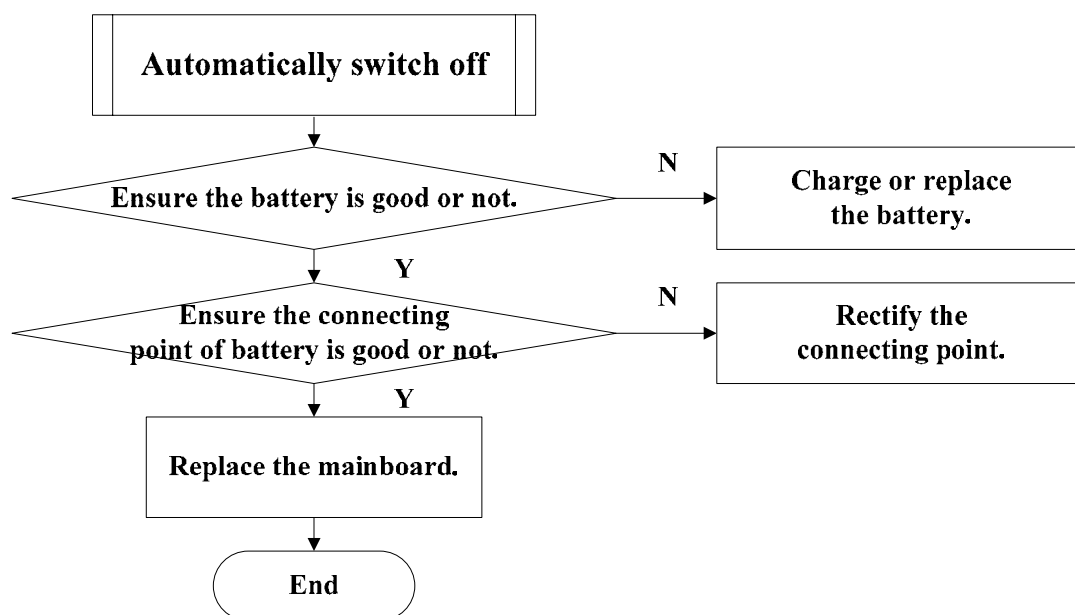 Automatically switch off
N
Ensure the battery is good or not.
Charge or replace
the battery.
Y
N
Ensure the connecting
point of battery is good or not.
Rectify the
connecting point.
Y
Replace the mainboard.
End